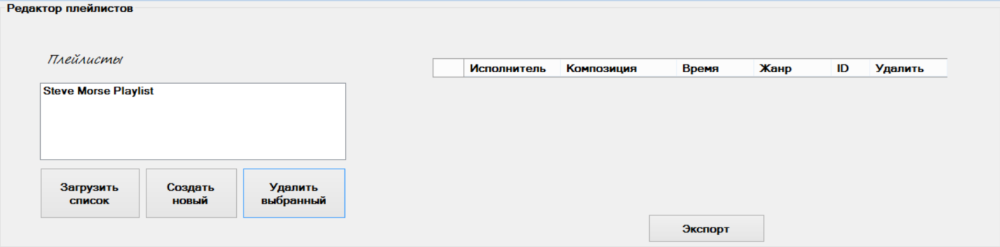 Редактор плейлистов
Плейлисты
Steve Morse Playlist
Загрузить
список
Создать
новый
Удалить
выбранный
Исполнитель Композиция Время Жанр ID Удалить
Экспорт